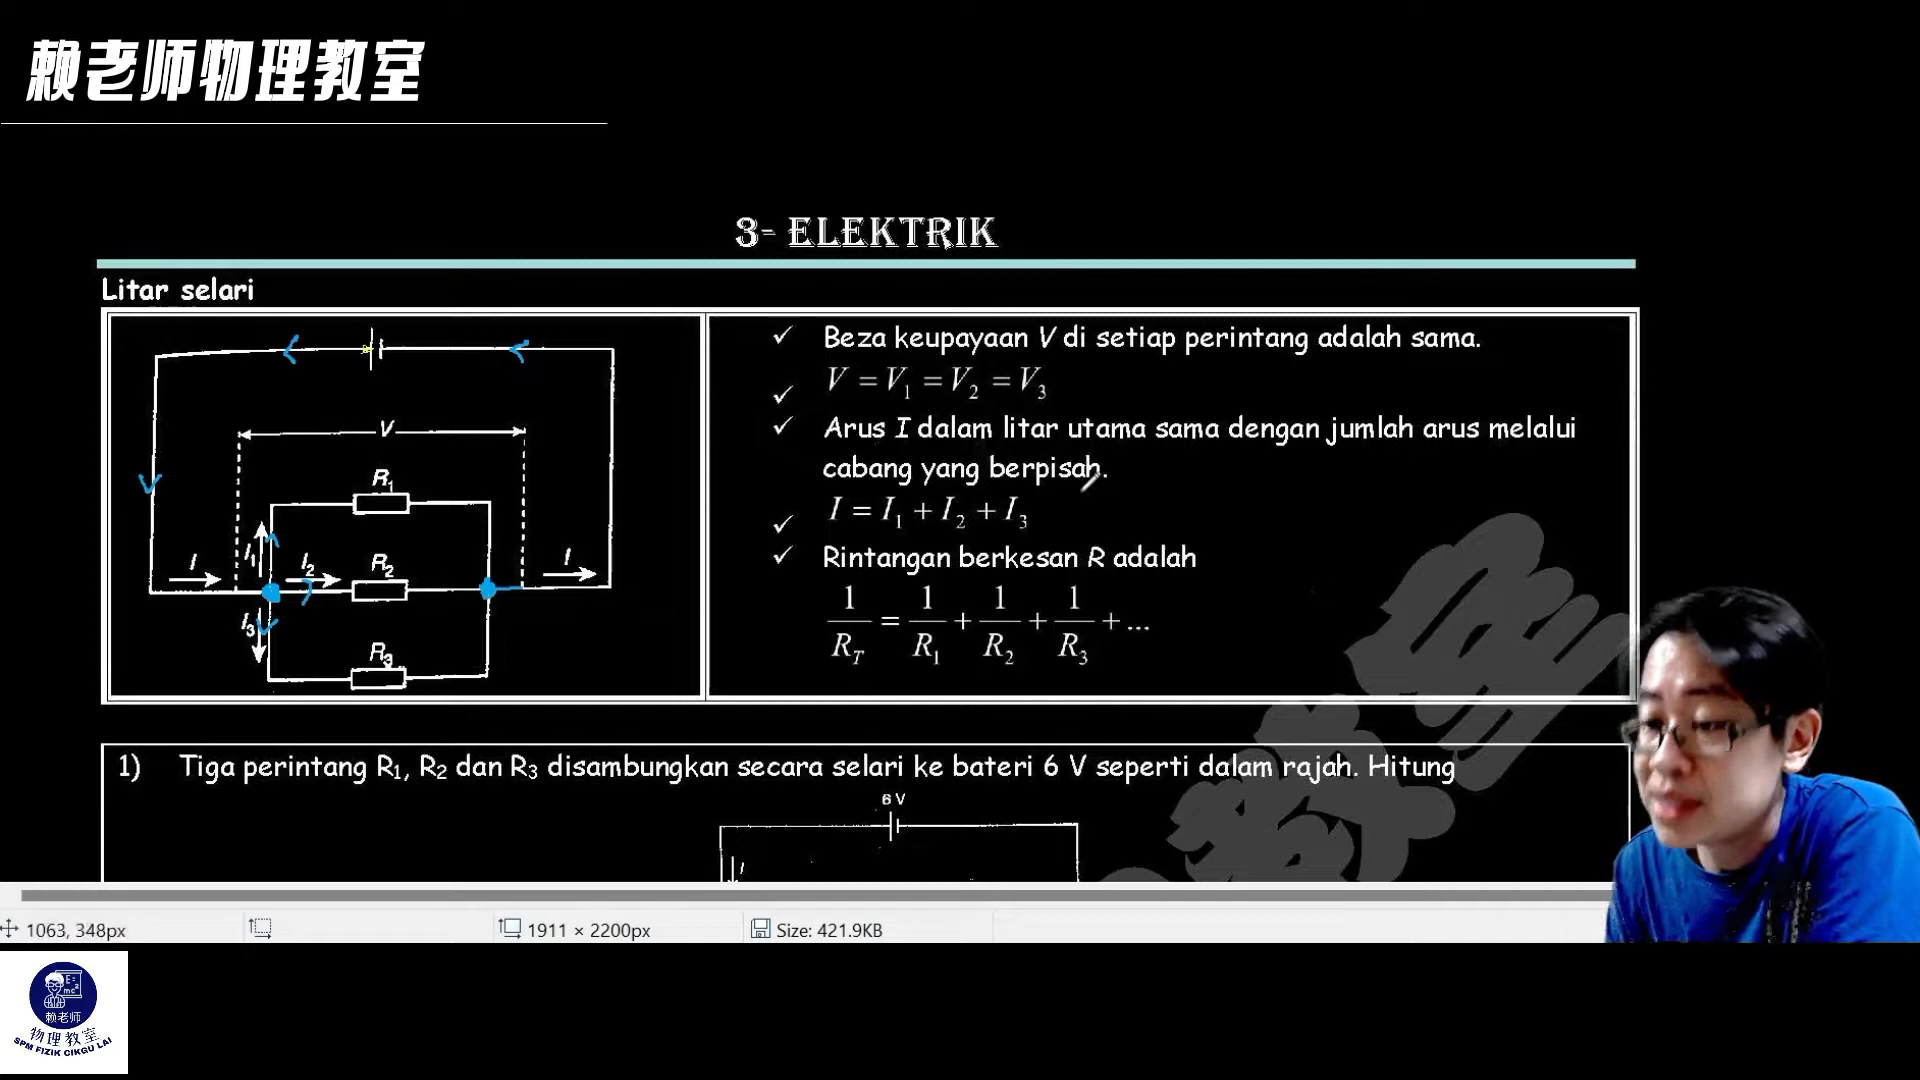 赖老师物理教室
3- ELEKTRIK
Litar selari
V
R1
I1
I
I2
R2
I
I3
R3
✓ Beza keupayaan V di setiap perintang adalah sama.
✓ V = V1 = V2 = V3
✓ Arus I dalam litar utama sama dengan jumlah arus melalui
cabang yang berpisah.
✓ I = I1 + I2 + I3
✓ Rintangan berkesan R adalah
1/RT = 1/R1 + 1/R2 + 1/R3 + ...
1) Tiga perintang R1, R2 dan R3 disambungkan secara selari ke bateri 6 V seperti dalam rajah. Hitung
6 V
I
1063, 348px
1911 × 2200px
Size: 421.9KB
E=
mc2
赖老师
物理教室
SPM FIZIK CIKGU LAI